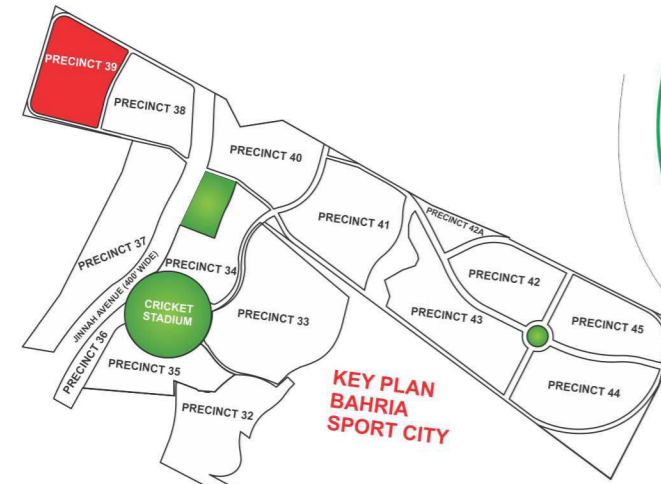 PRECINCT 39
PRECINCT 38
PRECINCT 40
PRECINCT 41
PRECINCT 42A
PRECINCT 42
PRECINCT 45
PRECINCT 37
JINNAH AVENUE (400' WIDE)
PRECINCT 34
CRICKET
STADIUM
PRECINCT 33
PRECINCT 43
PRECINCT 44
PRECINCT 36
PRECINCT 35
PRECINCT 32
KEY PLAN
BAHRIA
SPORT CITY